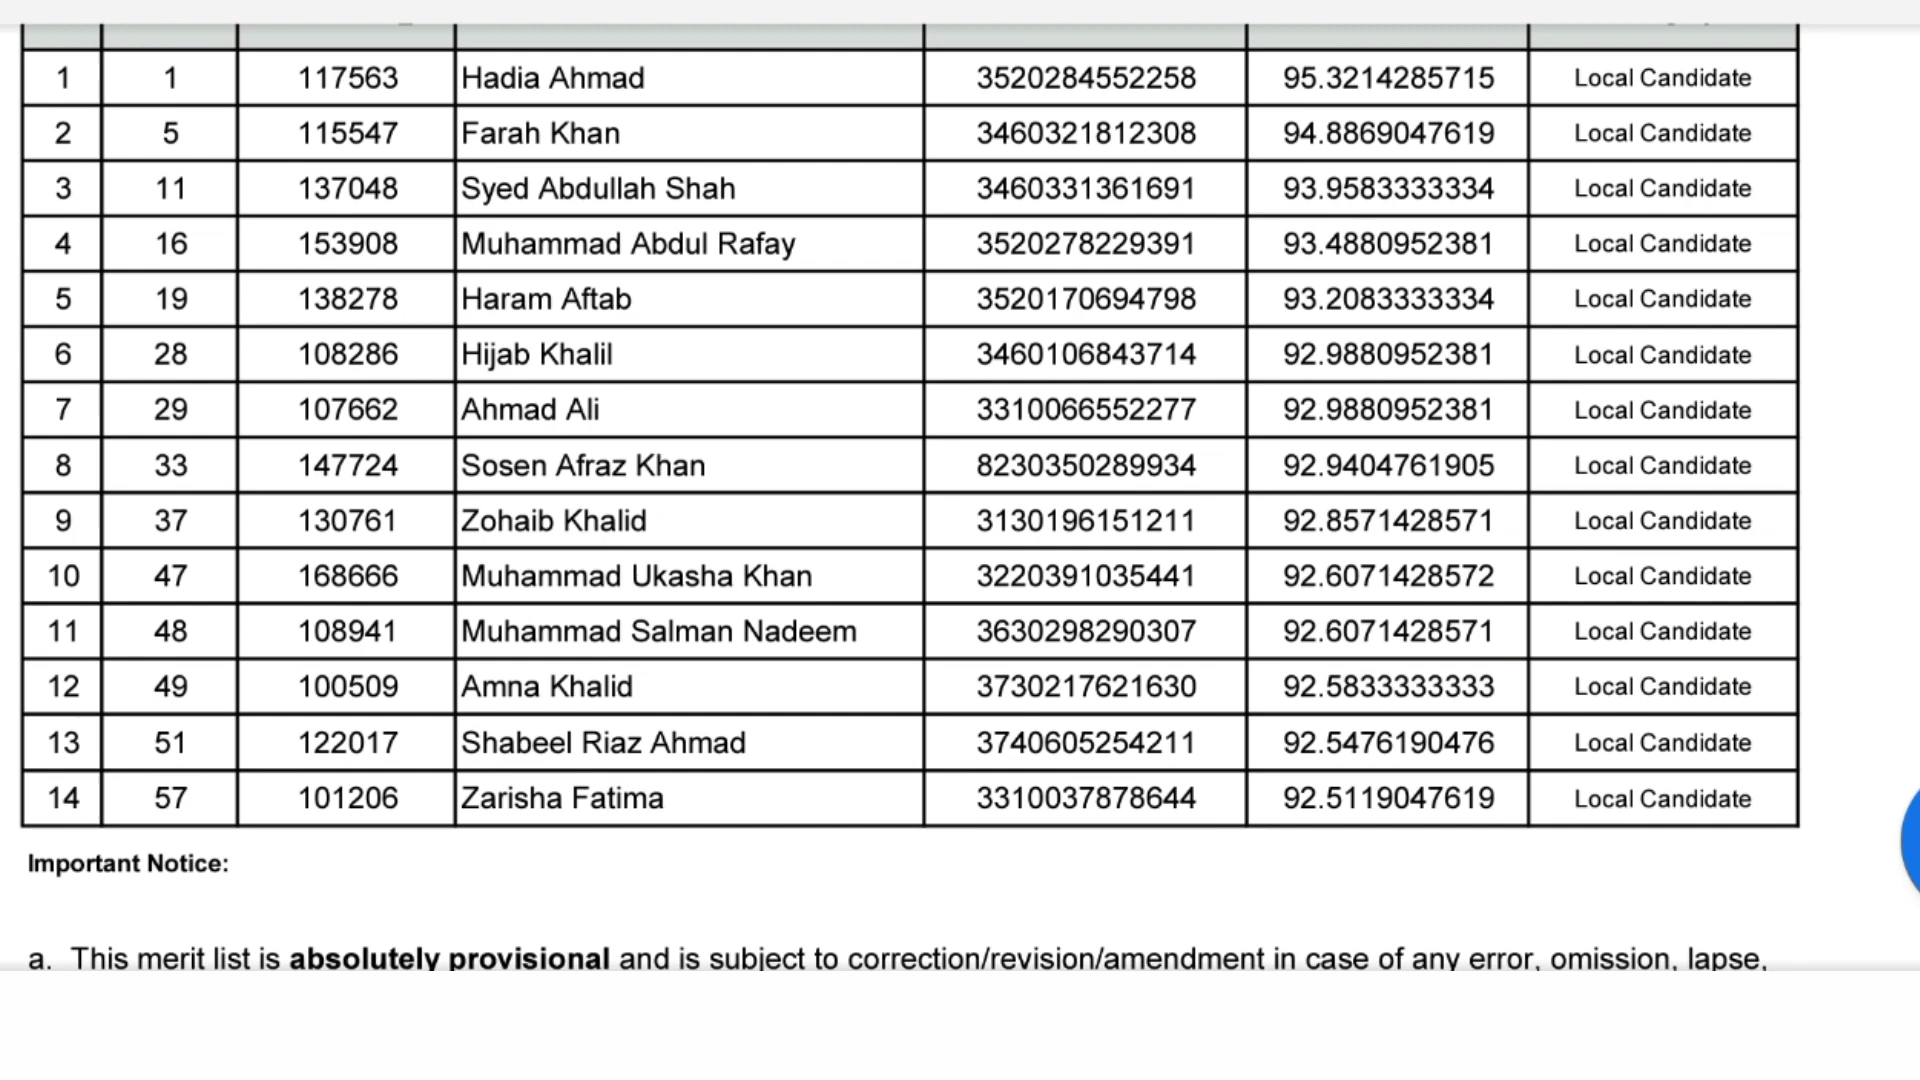 1 1 117563 Hadia Ahmad 3520284552258 95.3214285715 Local Candidate
2 5 115547 Farah Khan 3460321812308 94.8869047619 Local Candidate
3 11 137048 Syed Abdullah Shah 3460331361691 93.9583333334 Local Candidate
4 16 153908 Muhammad Abdul Rafay 3520278229391 93.4880952381 Local Candidate
5 19 138278 Haram Aftab 3520170694798 93.2083333334 Local Candidate
6 28 108286 Hijab Khalil 3460106843714 92.9880952381 Local Candidate
7 29 107662 Ahmad Ali 3310066552277 92.9880952381 Local Candidate
8 33 147724 Sosen Afraz Khan 8230350289934 92.9404761905 Local Candidate
9 37 130761 Zohaib Khalid 3130196151211 92.8571428571 Local Candidate
10 47 168666 Muhammad Ukasha Khan 3220391035441 92.6071428572 Local Candidate
11 48 108941 Muhammad Salman Nadeem 3630298290307 92.6071428571 Local Candidate
12 49 100509 Amna Khalid 3730217621630 92.5833333333 Local Candidate
13 51 122017 Shabeel Riaz Ahmad 3740605254211 92.5476190476 Local Candidate
14 57 101206 Zarisha Fatima 3310037878644 92.5119047619 Local Candidate
Important Notice:
a. This merit list is absolutely provisional and is subject to correction/revision/amendment in case of any error, omission, lapse,